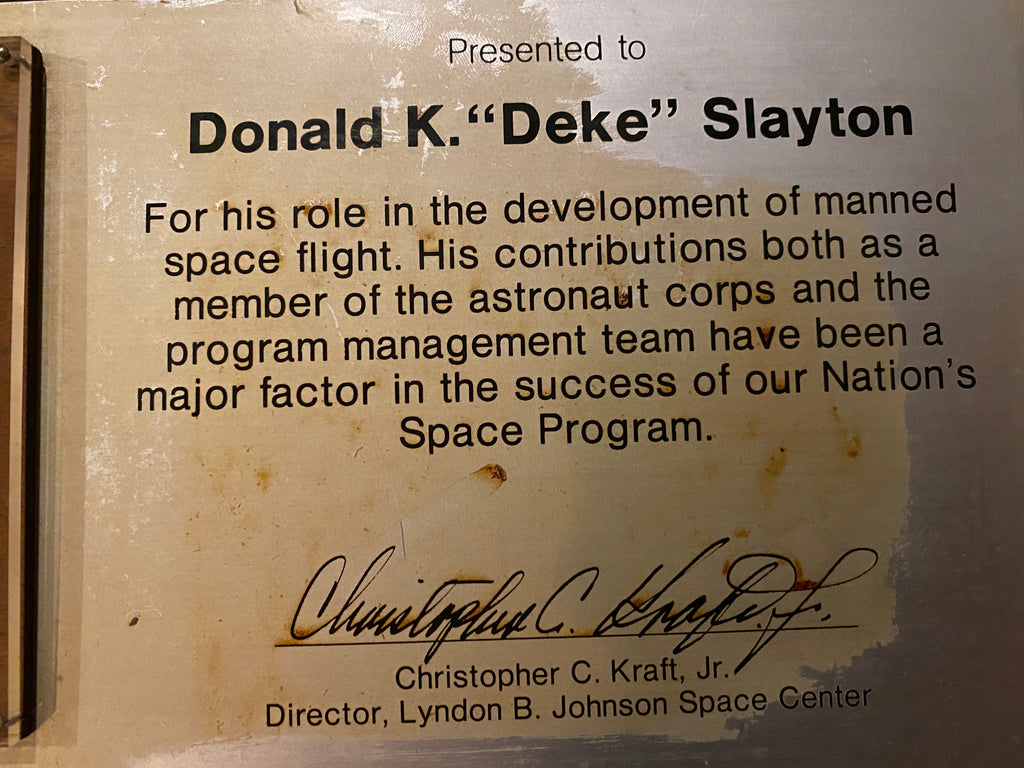 Presented to
Donald K. “Deke” Slayton
For his role in the development of manned
space flight. His contributions both as a
member of the astronaut corps and the
program management team have been a
major factor in the success of our Nation's
Space Program.
Christopher C. Kraft, Jr.
Christopher C. Kraft, Jr.
Director, Lyndon B. Johnson Space Center